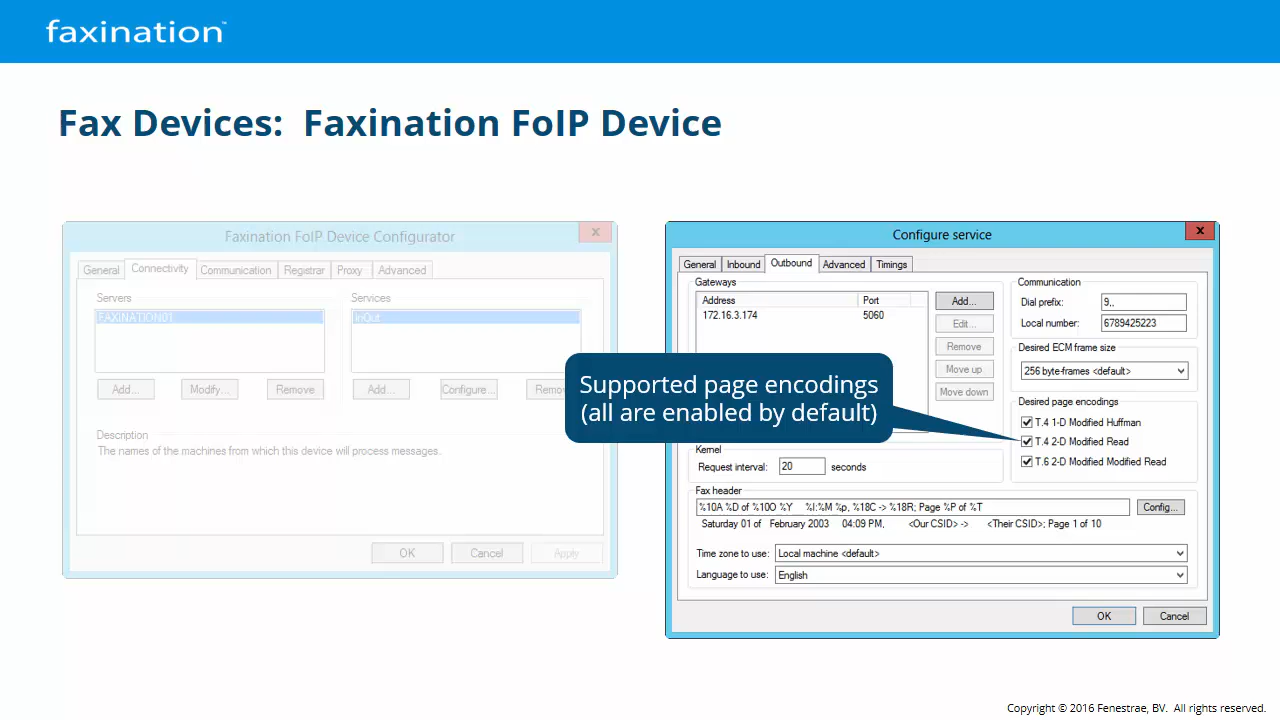 faxination™
Fax Devices:  Faxination FoIP Device
Faxination FoIP Device Configurator
x
General
Connectivity
Communication
Registrar
Proxy
Advanced
Servers
FAXINATION01
Add...
Modify...
Remove
Services
InOut
Add...
Configure...
Description
The names of the machines from which this device will process messages.
OK
Cancel
Apply
Supported page encodings
(all are enabled by default)
Configure service
x
General
Inbound
Outbound
Advanced
Timings
Gateways
Address
Port
172.16.3.174
5060
Add...
Edit...
Remove
Move up
Move down
Communication
Dial prefix:
9,,
Local number:
6789425223
Desired ECM frame size
256 byte-frames <default>
Desired page encodings
T.4 1-D Modified Huffman
T.4 2-D Modified Read
T.6 2-D Modified Modified Read
Kernel
Request interval:
20
seconds
Fax header
%10A %D of %10O %Y    %I:%M %p, %18C -> %18R; Page %P of %T
Config...
Saturday 01 of   February 2003    04:09 PM,      <Our CSID> ->      <Their CSID>; Page 1 of 10
Time zone to use:
Local machine <default>
Language to use:
English
OK
Cancel
Copyright © 2016 Fenestrae, BV.  All rights reserved.